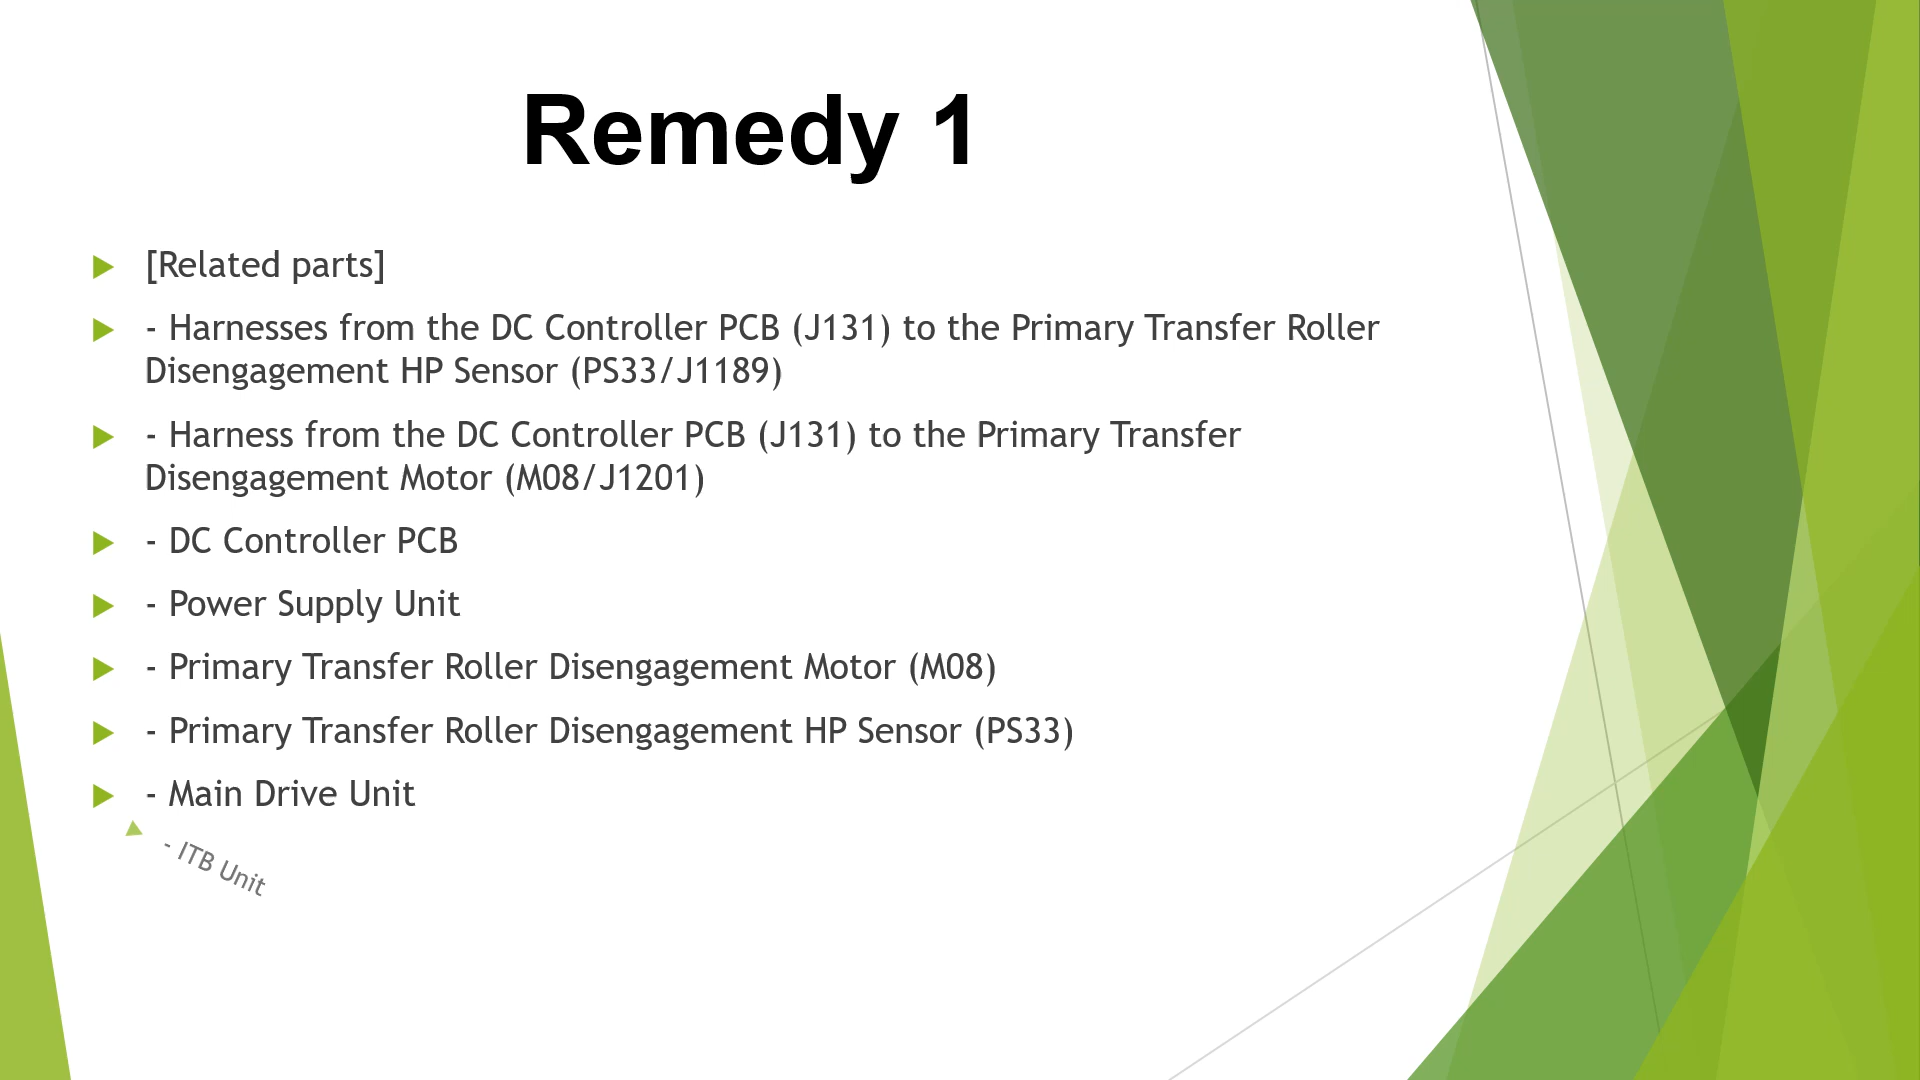 Remedy 1
[Related parts]
- Harnesses from the DC Controller PCB (J131) to the Primary Transfer Roller
Disengagement HP Sensor (PS33/J1189)
- Harness from the DC Controller PCB (J131) to the Primary Transfer
Disengagement Motor (M08/J1201)
- DC Controller PCB
- Power Supply Unit
- Primary Transfer Roller Disengagement Motor (M08)
- Primary Transfer Roller Disengagement HP Sensor (PS33)
- Main Drive Unit
- ITB Unit